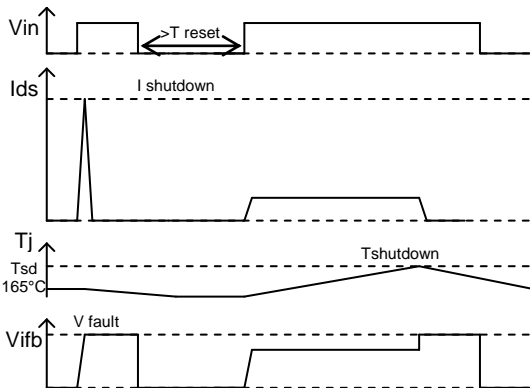 Vin
>T reset
Ids
I shutdown
Tj
Tshutdown
Tsd
165°C
V fault
Vifb